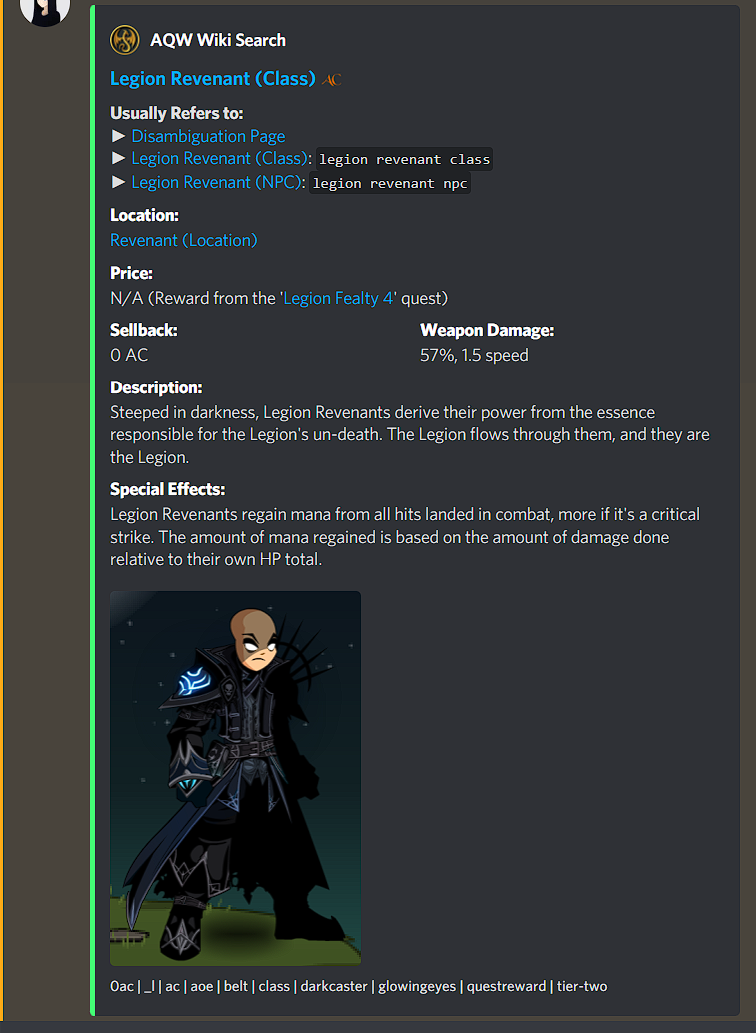 AQW Wiki Search
Legion Revenant (Class) AC
Usually Refers to:
► Disambiguation Page
► Legion Revenant (Class): legion revenant class
► Legion Revenant (NPC): legion revenant npc
Location:
Revenant (Location)
Price:
N/A (Reward from the 'Legion Fealty 4' quest)
Sellback:
0 AC
Weapon Damage:
57%, 1.5 speed
Description:
Steeped in darkness, Legion Revenants derive their power from the essence
responsible for the Legion's un-death. The Legion flows through them, and they are
the Legion.
Special Effects:
Legion Revenants regain mana from all hits landed in combat, more if it's a critical
strike. The amount of mana regained is based on the amount of damage done
relative to their own HP total.
0ac | _l | ac | aoe | belt | class | darkcaster | glowingeyes | questreward | tier-two